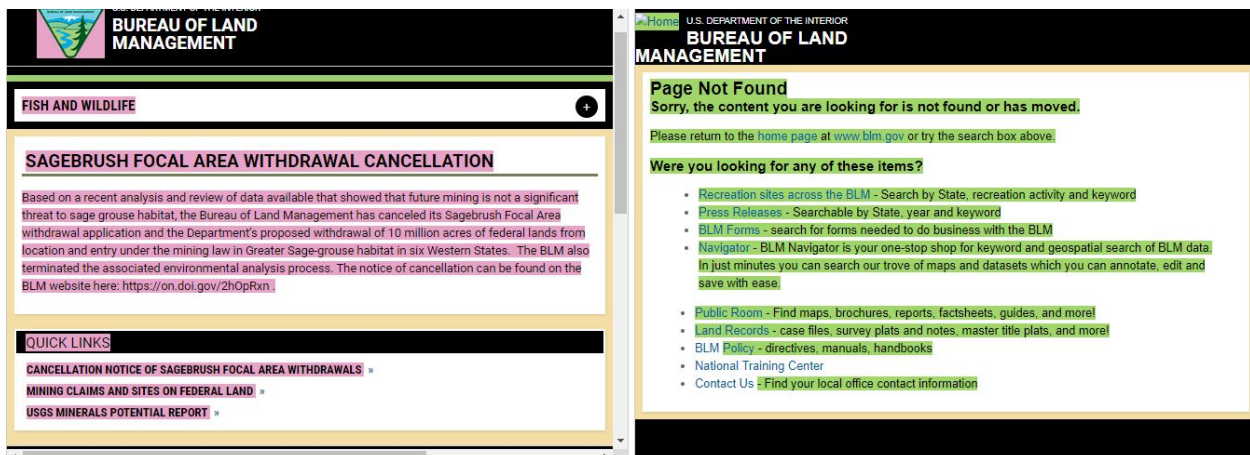 U.S. DEPARTMENT OF THE INTERIOR
BUREAU OF LAND
MANAGEMENT
FISH AND WILDLIFE
+
SAGEBRUSH FOCAL AREA WITHDRAWAL CANCELLATION
Based on a recent analysis and review of data available that showed that future mining is not a significant
threat to sage grouse habitat, the Bureau of Land Management has canceled its Sagebrush Focal Area
withdrawal application and the Department's proposed withdrawal of 10 million acres of federal lands from
location and entry under the mining law in Greater Sage-grouse habitat in six Western States. The BLM also
terminated the associated environmental analysis process. The notice of cancellation can be found on the
BLM website here: https://on.doi.gov/2hOpRxn .
QUICK LINKS
CANCELLATION NOTICE OF SAGEBRUSH FOCAL AREA WITHDRAWALS »
MINING CLAIMS AND SITES ON FEDERAL LAND »
USGS MINERALS POTENTIAL REPORT »
Home U.S. DEPARTMENT OF THE INTERIOR
BUREAU OF LAND
MANAGEMENT
Page Not Found
Sorry, the content you are looking for is not found or has moved.
Please return to the home page at www.blm.gov or try the search box above.
Were you looking for any of these items?
Recreation sites across the BLM - Search by State, recreation activity and keyword
Press Releases - Searchable by State, year and keyword
BLM Forms - search for forms needed to do business with the BLM
Navigator - BLM Navigator is your one-stop shop for keyword and geospatial search of BLM data.
In just minutes you can search our trove of maps and datasets which you can annotate, edit and
save with ease.
Public Room - Find maps, brochures, reports, factsheets, guides, and more!
Land Records - case files, survey plats and notes, master title plats, and more!
BLM Policy - directives, manuals, handbooks
National Training Center
Contact Us - Find your local office contact information